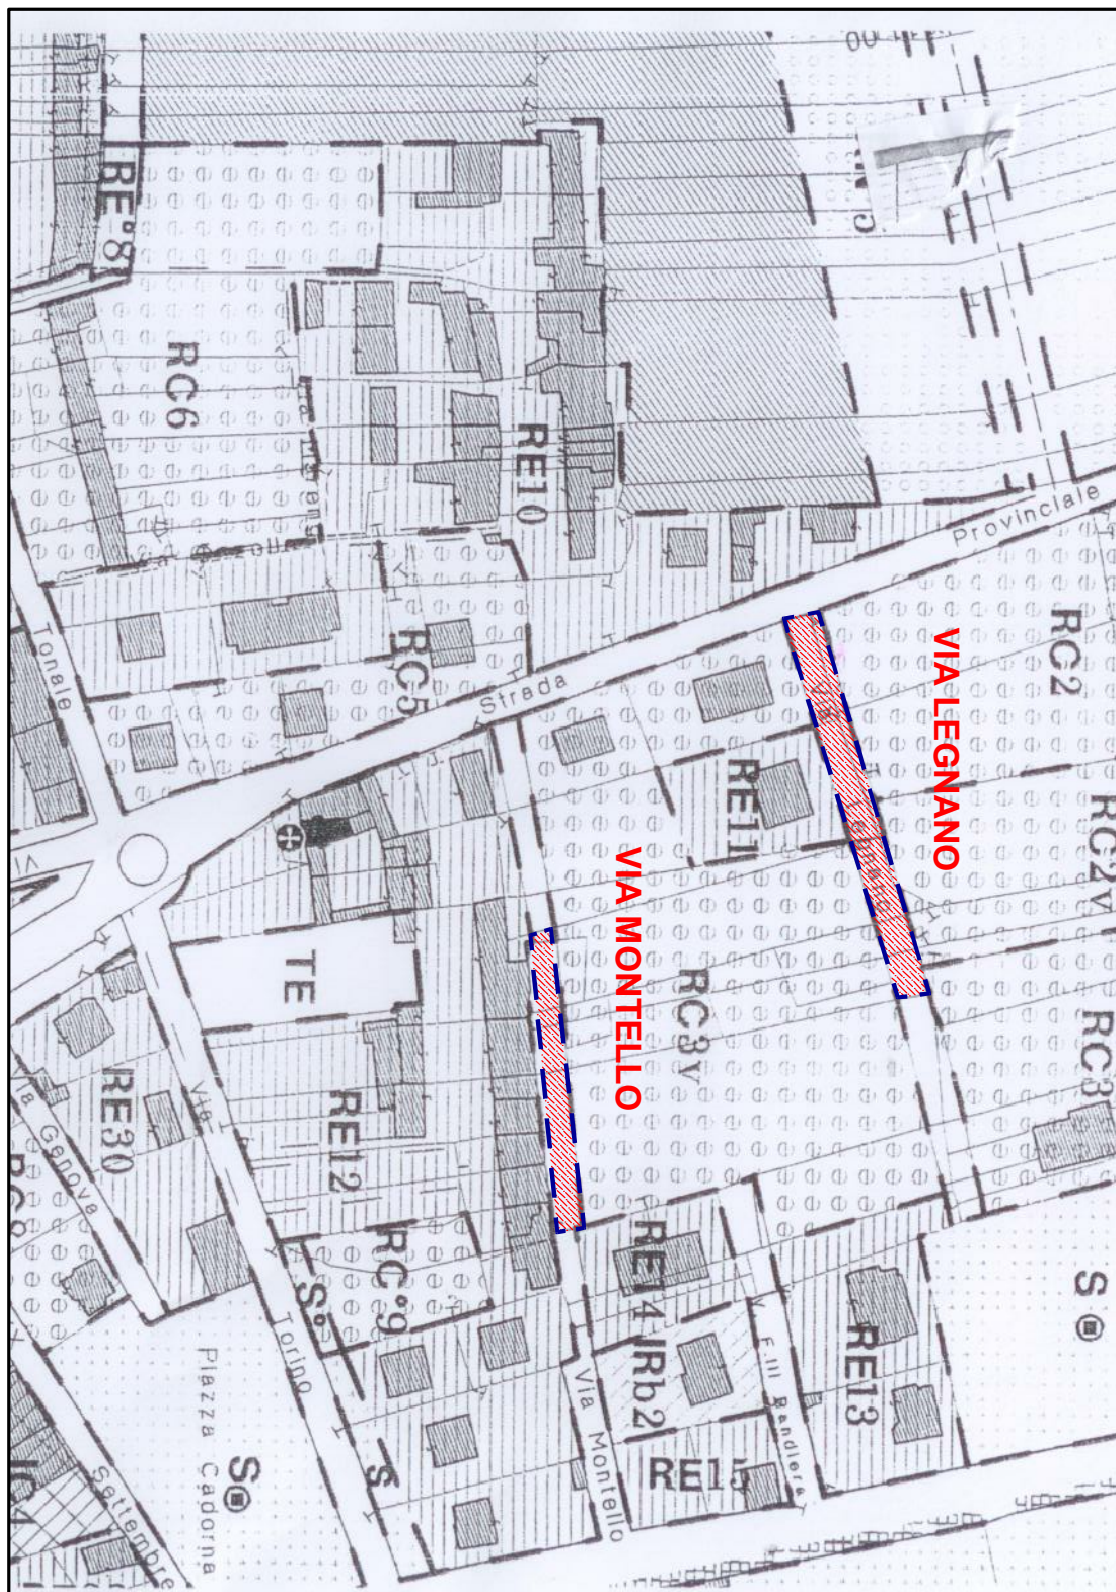 RE°8
RC6
RE10
Provinciale
RC2
VIA LEGNANO
Tonale
RC5
Strada
RE11
RC2v
VIA MONTELLO
TE
RC3v
RC3
RE30
Via
RE12
Via Genova
RC°9
S°
RE14
IRb2
F.lli Bandiera
RE13
S
Torino
Via Montello
RE15
Piazza Cadorna
S
S
Settembre